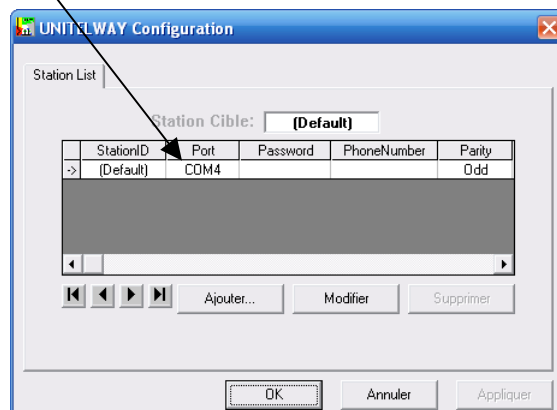 UNITELWAY Configuration
Station List
Station Cible: (Default)
StationID Port Password PhoneNumber Parity
-> (Default) COM4 Odd
Ajouter... Modifier Supprimer
OK Annuler Appliquer